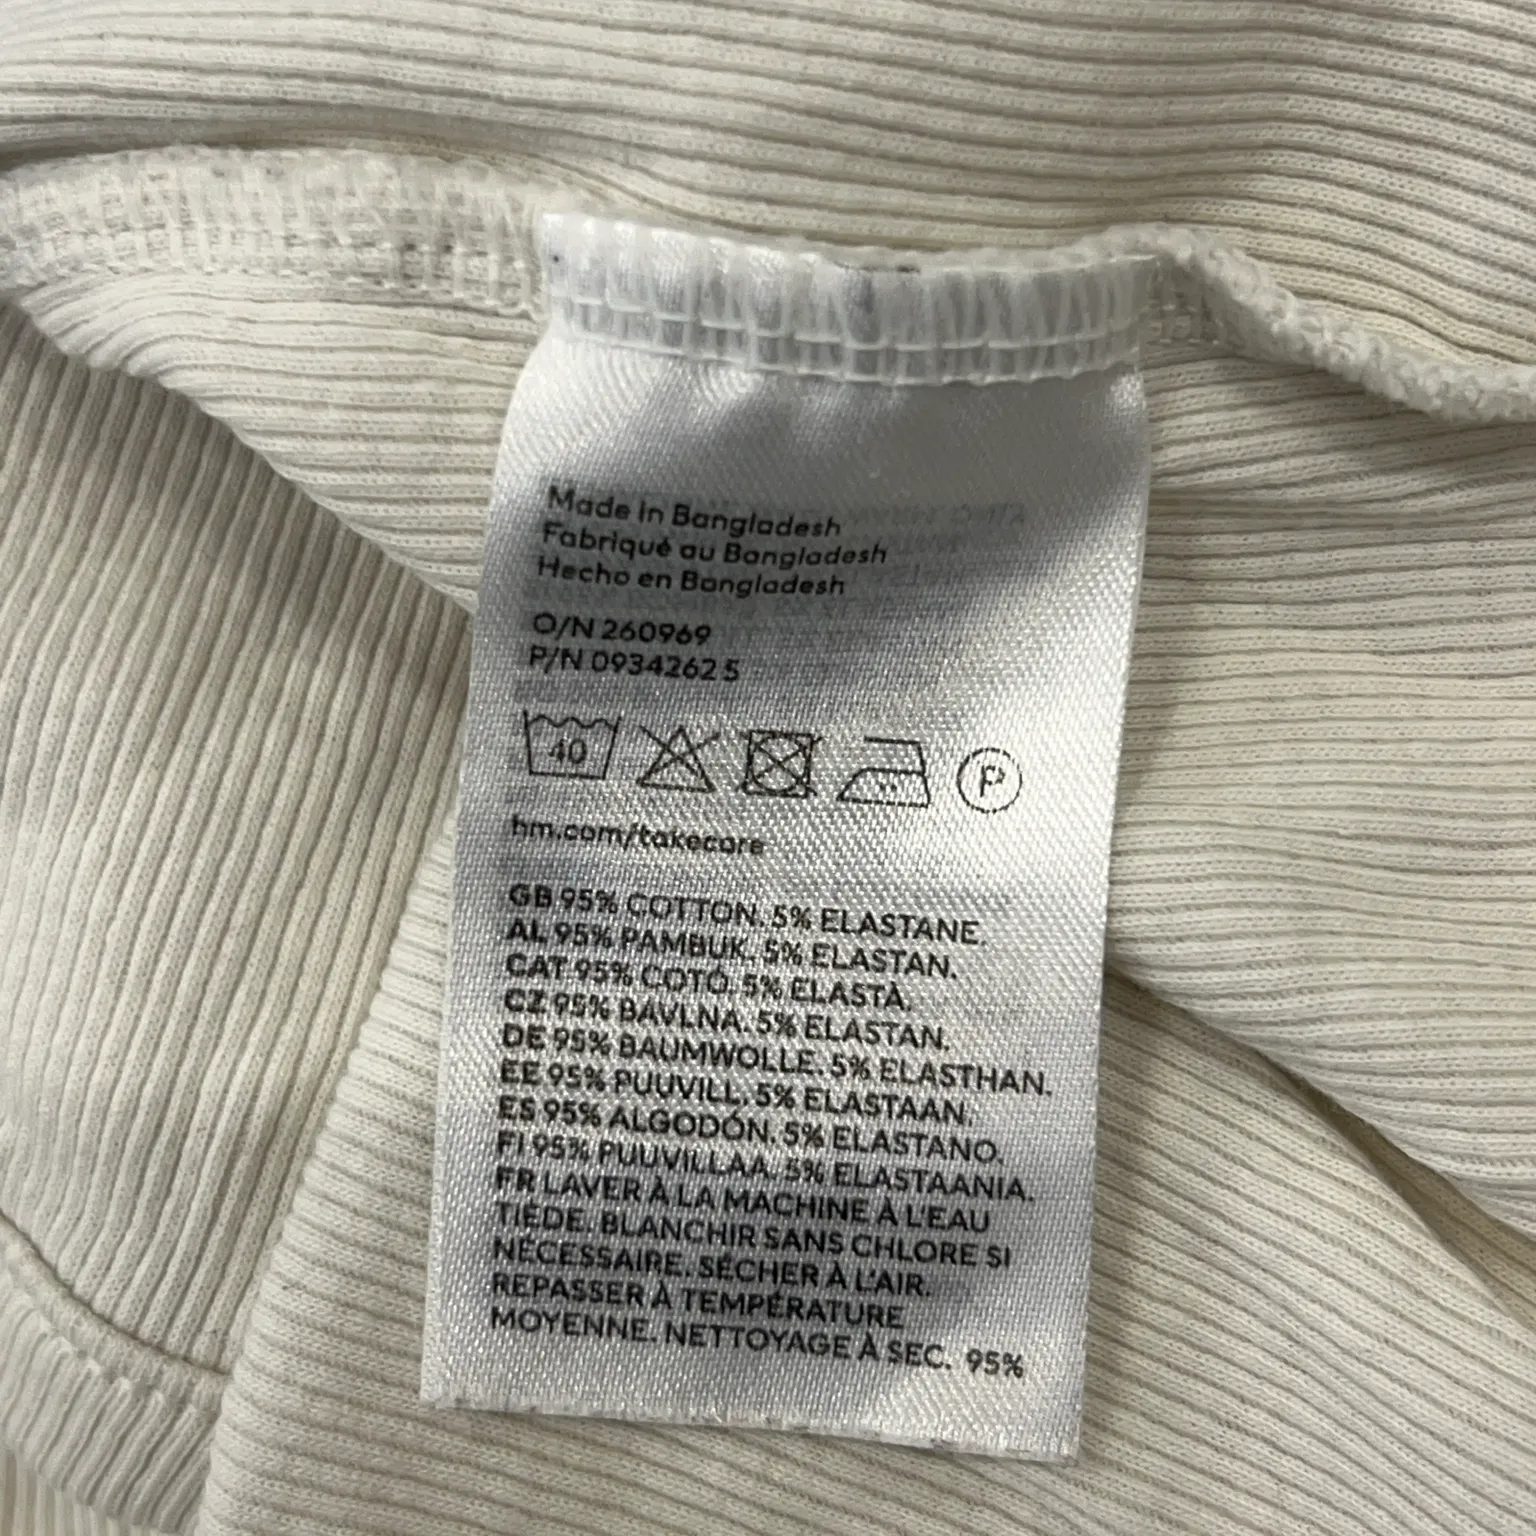 Made in Bangladesh
Fabriqué au Bangladesh
Hecho en Bangladesh
O/N 260969
P/N 0934262 5
40
P
hm.com/takecare
GB 95% COTTON. 5% ELASTANE.
AL 95% PAMBUK. 5% ELASTAN.
CAT 95% COTÓ. 5% ELASTÀ.
CZ 95% BAVLNA. 5% ELASTAN.
DE 95% BAUMWOLLE. 5% ELASTHAN.
EE 95% PUUVILL. 5% ELASTAAN.
ES 95% ALGODÓN. 5% ELASTANO.
FI 95% PUUVILLAA. 5% ELASTAANIA.
FR LAVER À LA MACHINE À L'EAU
TIÈDE. BLANCHIR SANS CHLORE SI
NÉCESSAIRE. SÉCHER À L'AIR.
REPASSER À TEMPÉRATURE
MOYENNE. NETTOYAGE À SEC. 95%